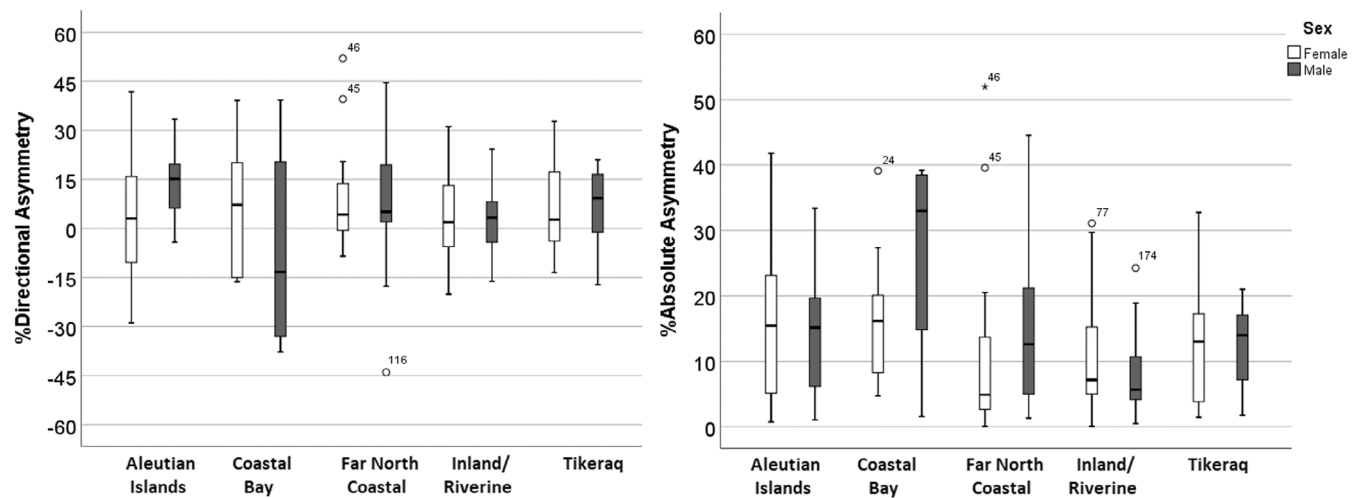 %Directional Asymmetry
60
45
30
15
0
-15
-30
-45
-60
46
45
116
Aleutian Islands
Coastal Bay
Far North Coastal
Inland/ Riverine
Tikeraq
%Absolute Asymmetry
60
50
40
30
20
10
0
24
46
45
77
174
Aleutian Islands
Coastal Bay
Far North Coastal
Inland/ Riverine
Tikeraq
Sex
Female
Male